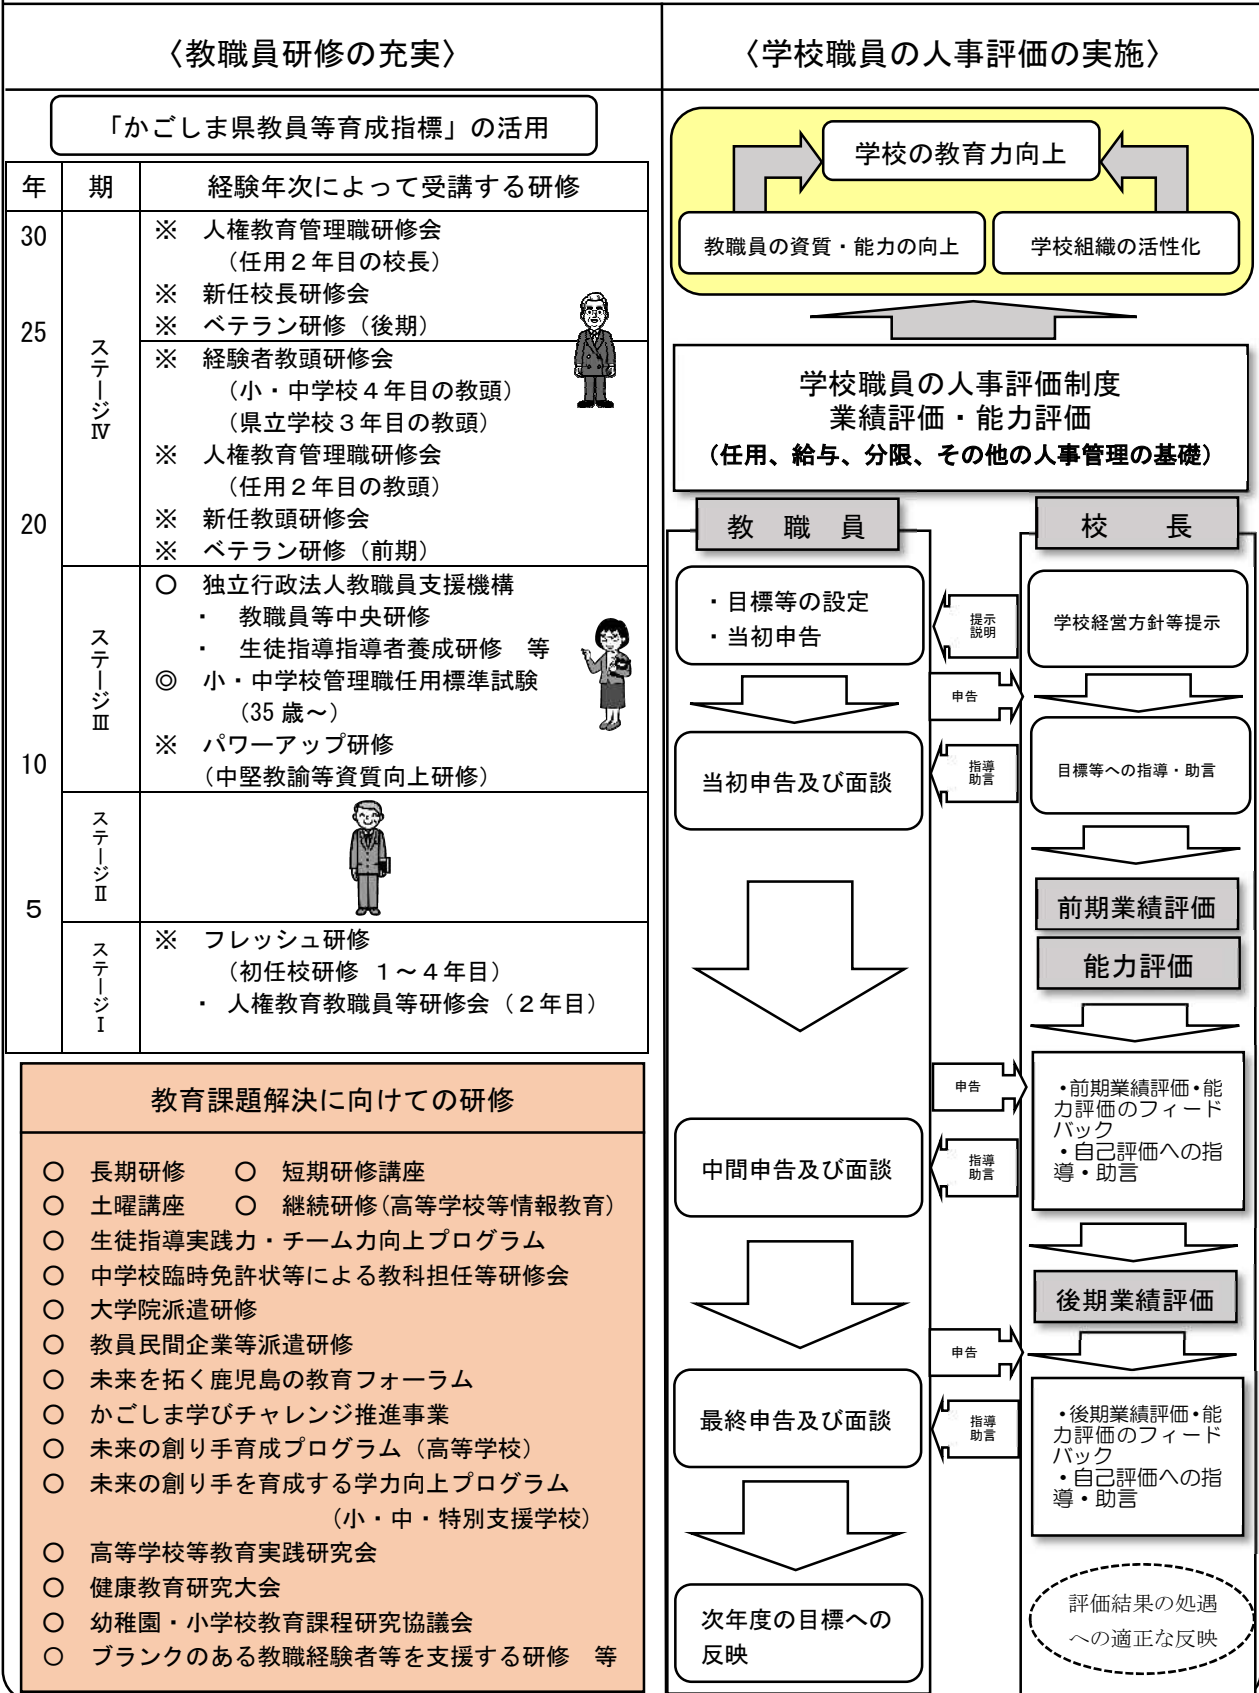 〈教職員研修の充実〉
「かごしま県教員等育成指標」の活用
年 期 経験年次によって受講する研修
30
25
20
10
5
ステージⅣ
※ 人権教育管理職研修会
（任用２年目の校長）
※ 新任校長研修会
※ ベテラン研修（後期）
※ 経験者教頭研修会
（小・中学校４年目の教頭）
（県立学校３年目の教頭）
※ 人権教育管理職研修会
（任用２年目の教頭）
※ 新任教頭研修会
※ ベテラン研修（前期）
ステージⅢ
○ 独立行政法人教職員支援機構
・ 教職員等中央研修
・ 生徒指導指導者養成研修 等
◎ 小・中学校管理職任用標準試験
（35 歳～）
※ パワーアップ研修
（中堅教諭等資質向上研修）
ステージⅡ
ステージⅠ
※ フレッシュ研修
（初任校研修 １～４年目）
・ 人権教育教職員等研修会（２年目）
教育課題解決に向けての研修
○ 長期研修 ○ 短期研修講座
○ 土曜講座 ○ 継続研修（高等学校等情報教育）
○ 生徒指導実践力・チーム力向上プログラム
○ 中学校臨時免許状等による教科担任等研修会
○ 大学院派遣研修
○ 教員民間企業等派遣研修
○ 未来を拓く鹿児島の教育フォーラム
○ かごしま学びチャレンジ推進事業
○ 未来の創り手育成プログラム（高等学校）
○ 未来の創り手を育成する学力向上プログラム
（小・中・特別支援学校）
○ 高等学校等教育実践研究会
○ 健康教育研究大会
○ 幼稚園・小学校教育課程研究協議会
○ ブランクのある教職経験者等を支援する研修 等
〈学校職員の人事評価の実施〉
学校の教育力向上
教職員の資質・能力の向上
学校組織の活性化
学校職員の人事評価制度
業績評価・能力評価
（任用、給与、分限、その他の人事管理の基礎）
教 職 員
校 長
・目標等の設定
・当初申告
提示
説明
学校経営方針等提示
申告
当初申告及び面談
指導
助言
目標等への指導・助言
前期業績評価
能力評価
申告
中間申告及び面談
指導
助言
・前期業績評価・能
力評価のフィード
バック
・自己評価への指
導・助言
後期業績評価
申告
最終申告及び面談
指導
助言
・後期業績評価・能
力評価のフィード
バック
・自己評価への指
導・助言
次年度の目標への
反映
評価結果の処遇
への適正な反映